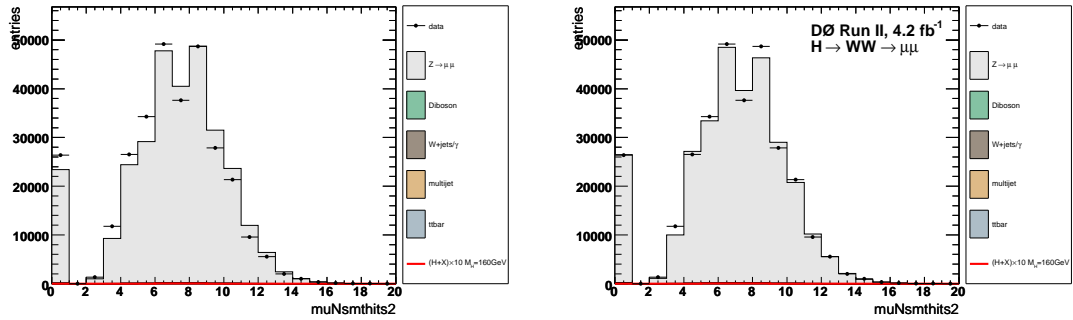 entries
50000
40000
30000
20000
10000
0
0 2 4 6 8 10 12 14 16 18 20
muNsmthits2
data
Z → μ μ
Diboson
W+jets/γ
multijet
ttbar
(H+X)×10 M_H=160GeV
entries
50000
40000
30000
20000
10000
0
0 2 4 6 8 10 12 14 16 18 20
muNsmthits2
DØ Run II, 4.2 fb⁻¹
H → WW → μμ
data
Z → μ μ
Diboson
W+jets/γ
multijet
ttbar
(H+X)×10 M_H=160GeV